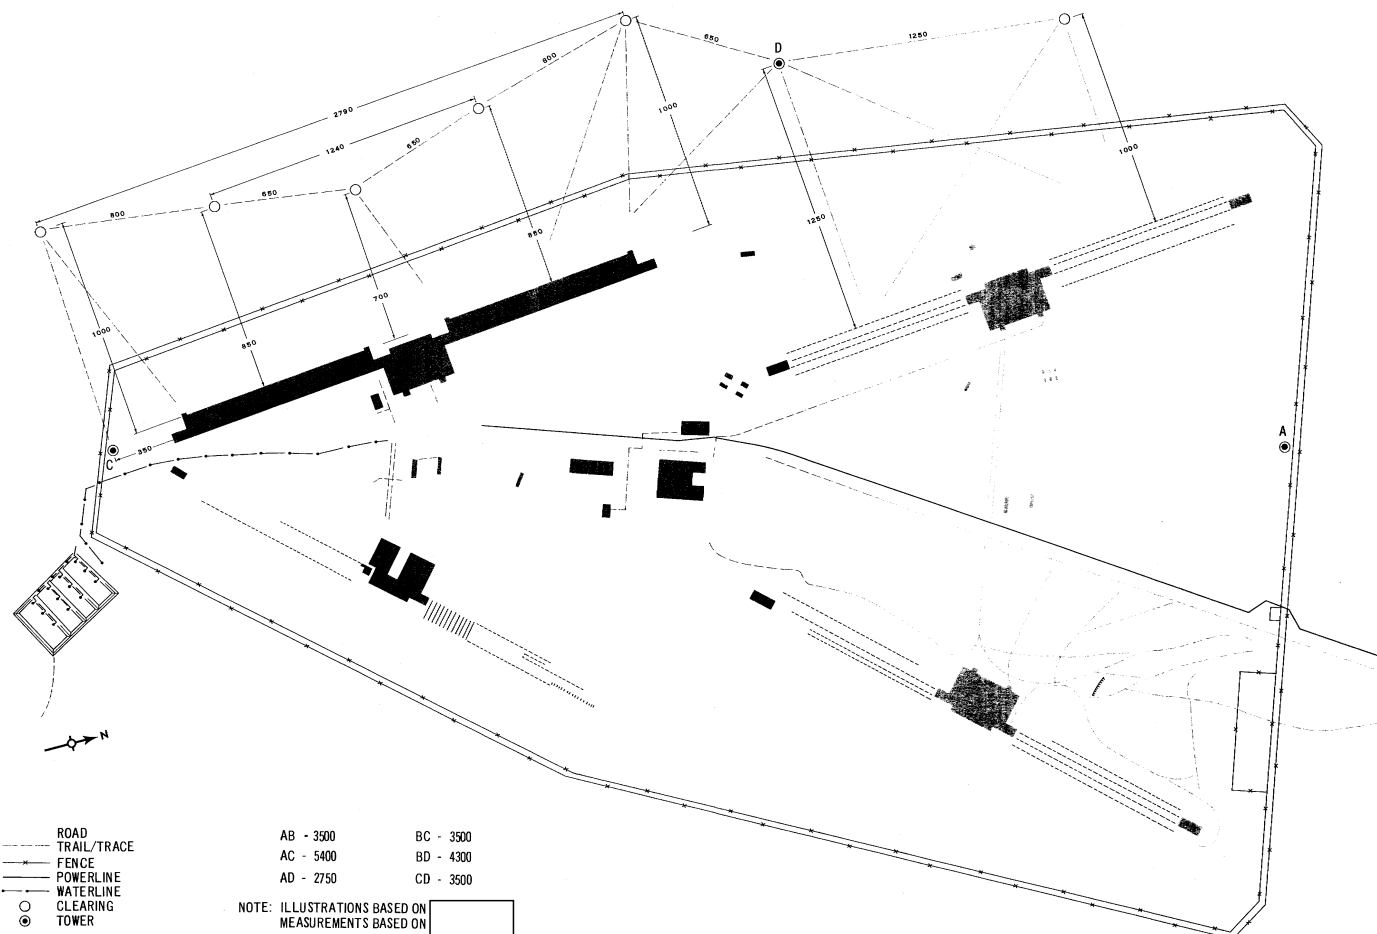 D
650
1250
600
2790
1000
1240
650
1000
650
800
1250
850
700
1000
850
A
350
C
N
ROAD
TRAIL/TRACE
FENCE
POWERLINE
WATERLINE
CLEARING
TOWER
AB - 3500 BC - 3500
AC - 5400 BD - 4300
AD - 2750 CD - 3500
NOTE: ILLUSTRATIONS BASED ON
MEASUREMENTS BASED ON